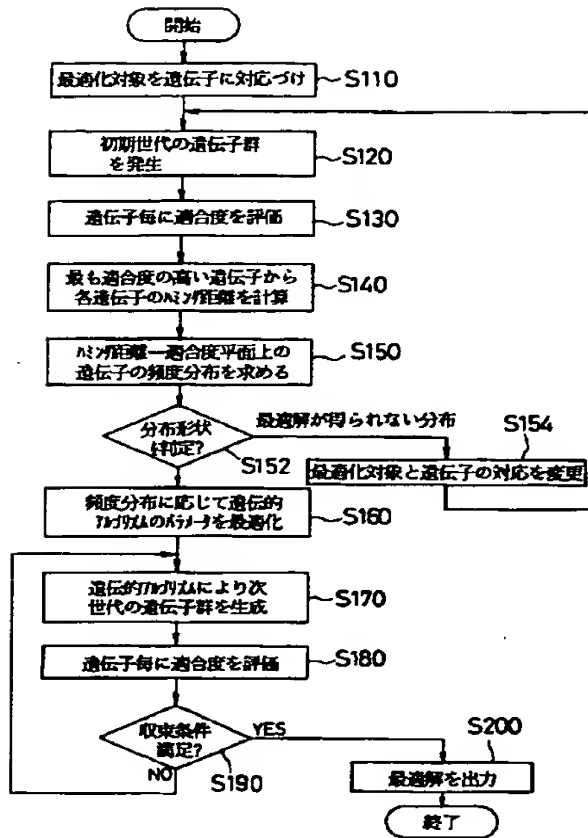 開始
最適化対象を遺伝子に対応づけ
S110
初期世代の遺伝子群
を発生
S120
遺伝子毎に適合度を評価
S130
最も適合度の高い遺伝子から
各遺伝子のハミング距離を計算
S140
ハミング距離ー適合度平面上の
遺伝子の頻度分布を求める
S150
分布形状
判定?
S152
最適解が得られない分布
S154
最適化対象と遺伝子の対応を変更
頻度分布に応じて遺伝的
アルゴリズムのパラメータを最適化
S160
遺伝的アルゴリズムにより次
世代の遺伝子群を生成
S170
遺伝子毎に適合度を評価
S180
収束条件
満足?
YES
NO
S190
S200
最適解を出力
終了